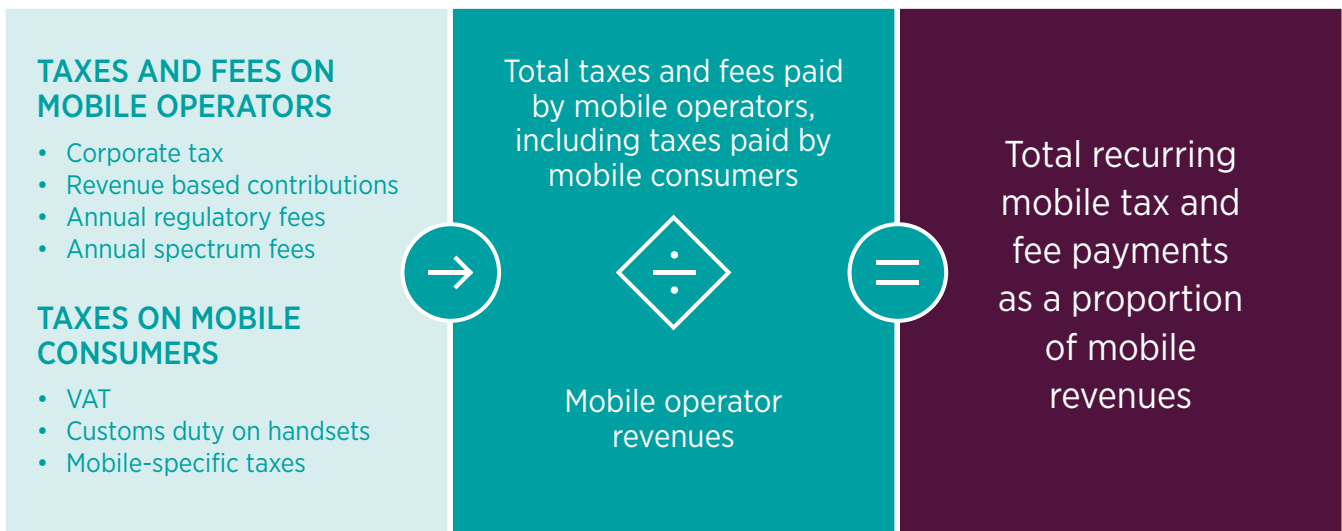 TAXES AND FEES ON
MOBILE OPERATORS
• Corporate tax
• Revenue based contributions
• Annual regulatory fees
• Annual spectrum fees
TAXES ON MOBILE
CONSUMERS
• VAT
• Customs duty on handsets
• Mobile-specific taxes
→
Total taxes and fees paid
by mobile operators,
including taxes paid by
mobile consumers
÷
Mobile operator
revenues
=
Total recurring
mobile tax and
fee payments
as a proportion
of mobile
revenues